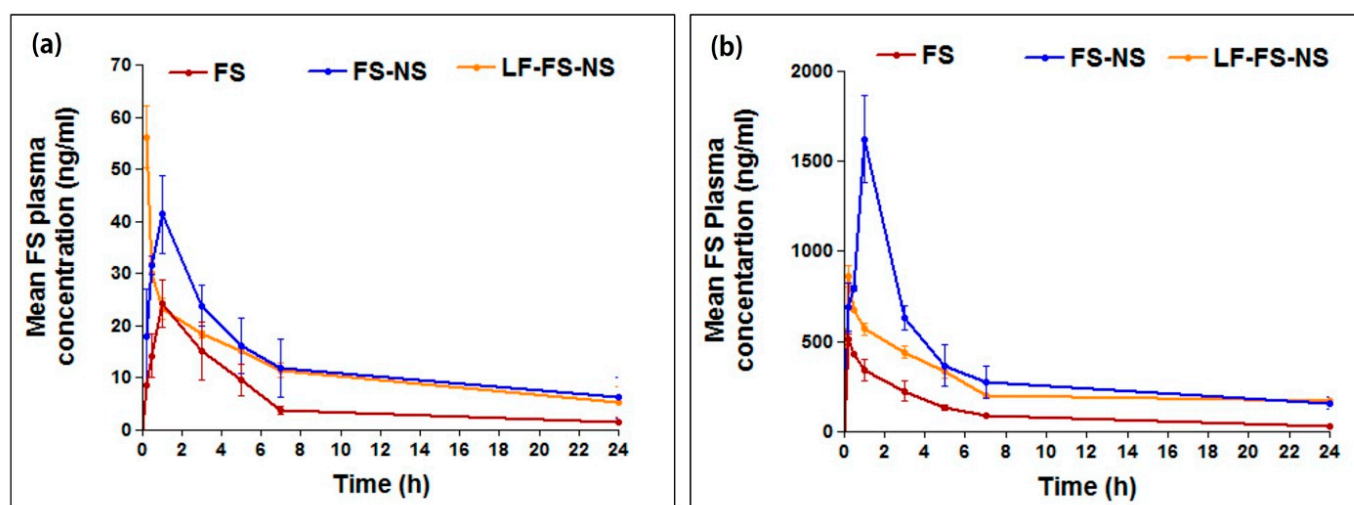 (a)
FS
FS-NS
LF-FS-NS
Mean FS plasma
concentration (ng/ml)
70
60
50
40
30
20
10
0
0
2
4
6
8
10
12
14
16
18
20
22
24
Time (h)
(b)
FS
FS-NS
LF-FS-NS
Mean FS Plasma
concentartion (ng/ml)
2000
1500
1000
500
0
0
2
4
6
8
10
12
14
16
18
20
22
24
Time (h)